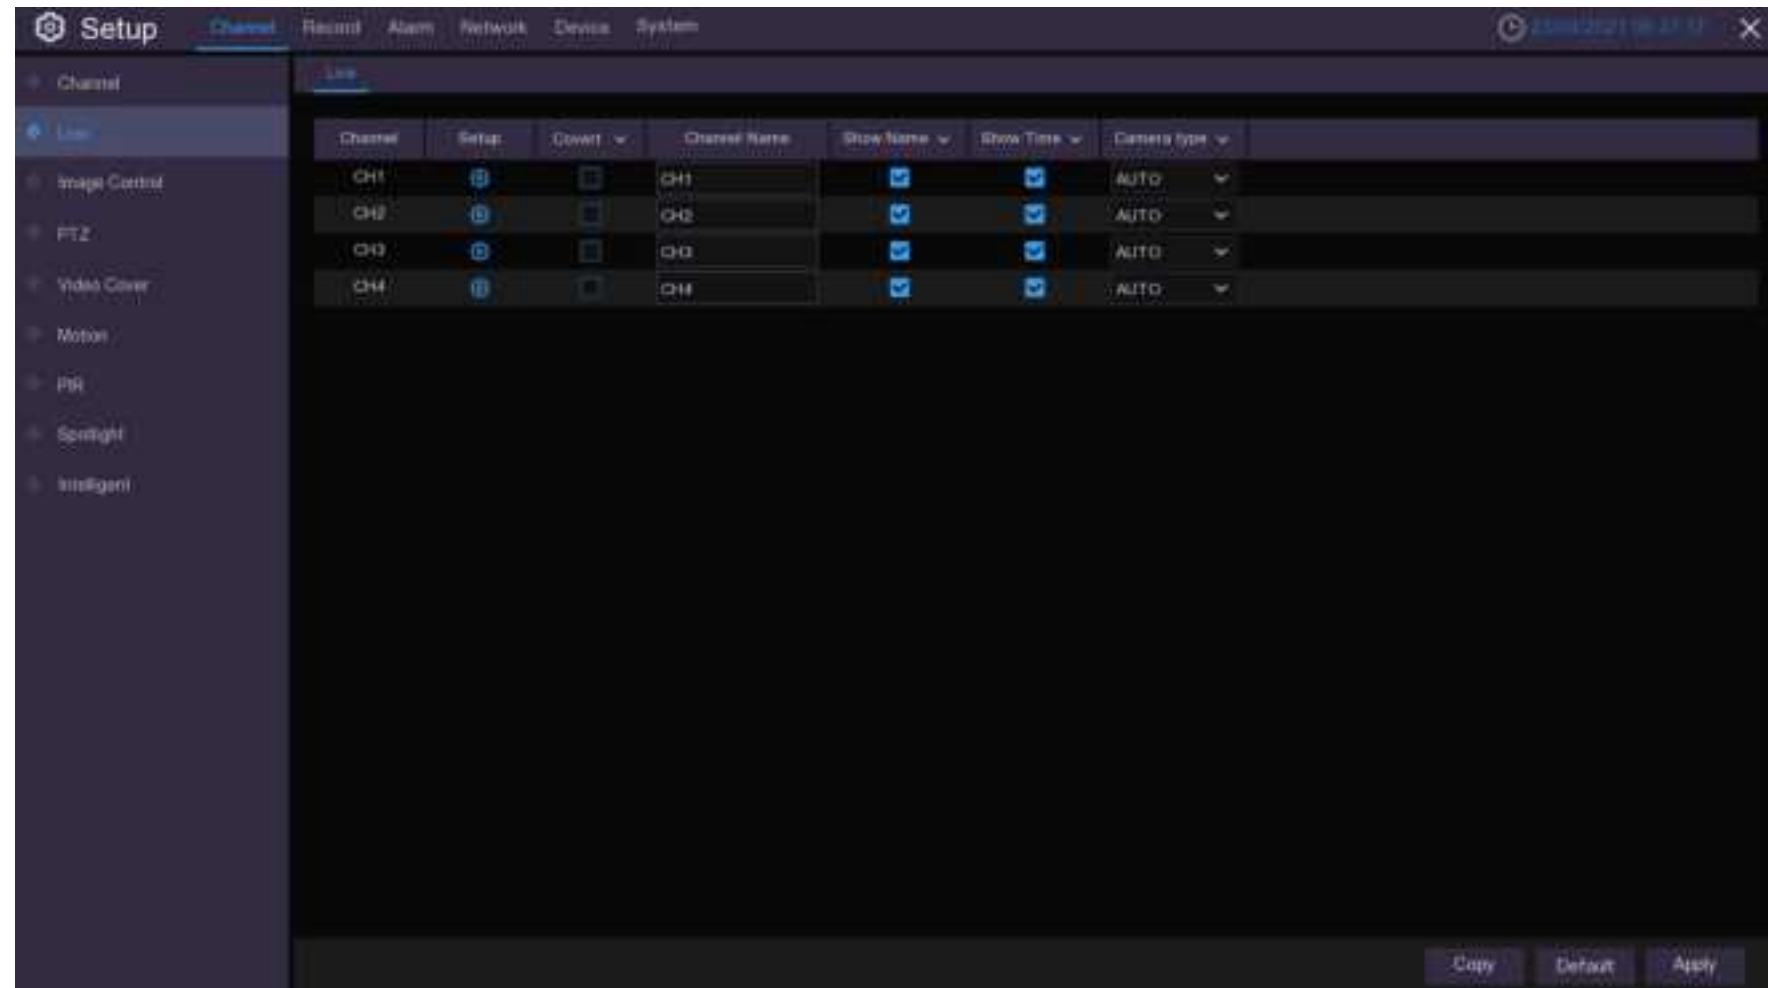 Setup Channel Record Alarm Network Device System
Channel
Live
Image Control
PTZ
Video Cover
Motion
PIR
Spotlight
Intelligent
Live
Channel Setup Covert Channel Name Show Name Show Time Camera type
CH1 CH1 AUTO
CH2 CH2 AUTO
CH3 CH3 AUTO
CH4 CH4 AUTO
Copy Default Apply